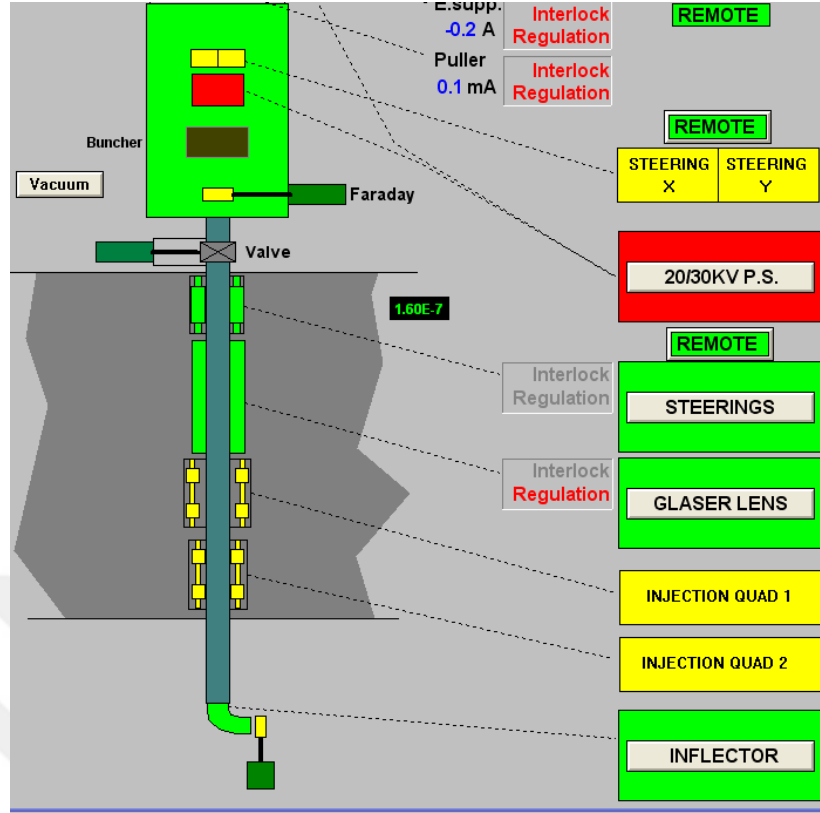 E.supp.
-0.2 A
Interlock
Regulation
REMOTE
Puller
0.1 mA
Interlock
Regulation
REMOTE
Buncher
STEERING X
STEERING Y
Vacuum
Faraday
Valve
20/30KV P.S.
1.60E-7
REMOTE
Interlock
Regulation
STEERINGS
Interlock
Regulation
GLASER LENS
INJECTION QUAD 1
INJECTION QUAD 2
INFLECTOR